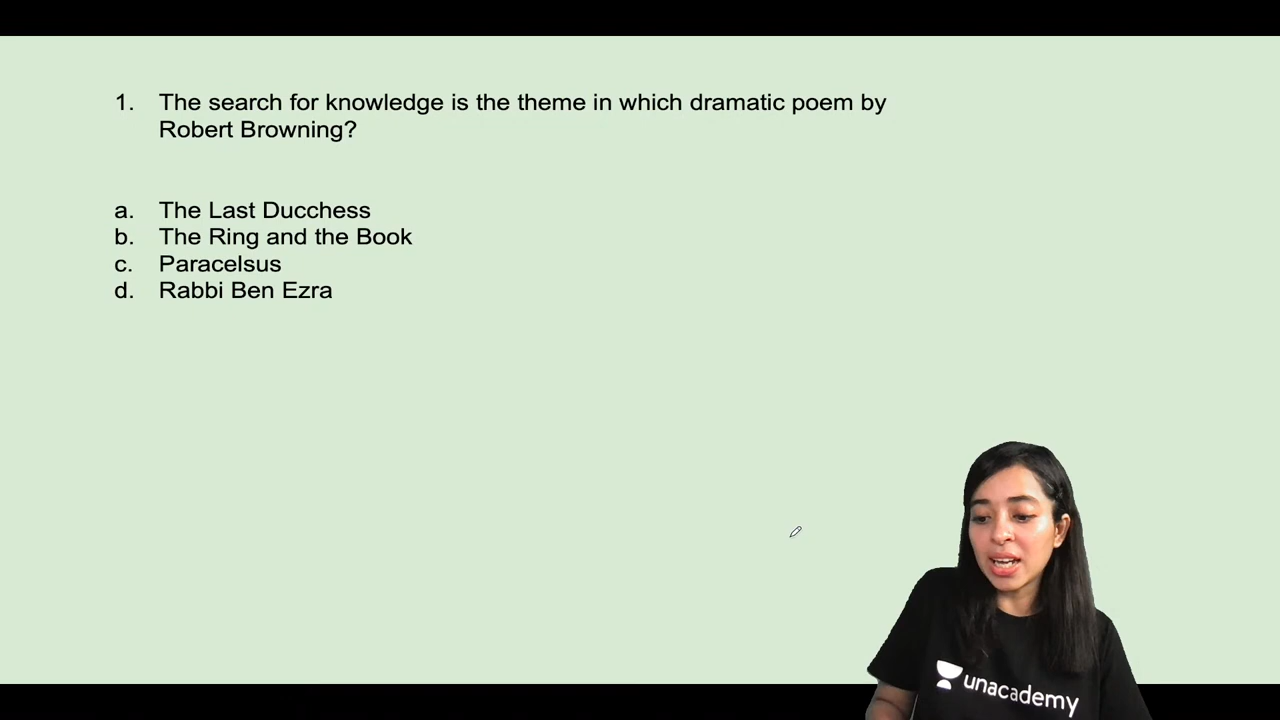 1. The search for knowledge is the theme in which dramatic poem by
Robert Browning?
a. The Last Ducchess
b. The Ring and the Book
c. Paracelsus
d. Rabbi Ben Ezra
unacademy